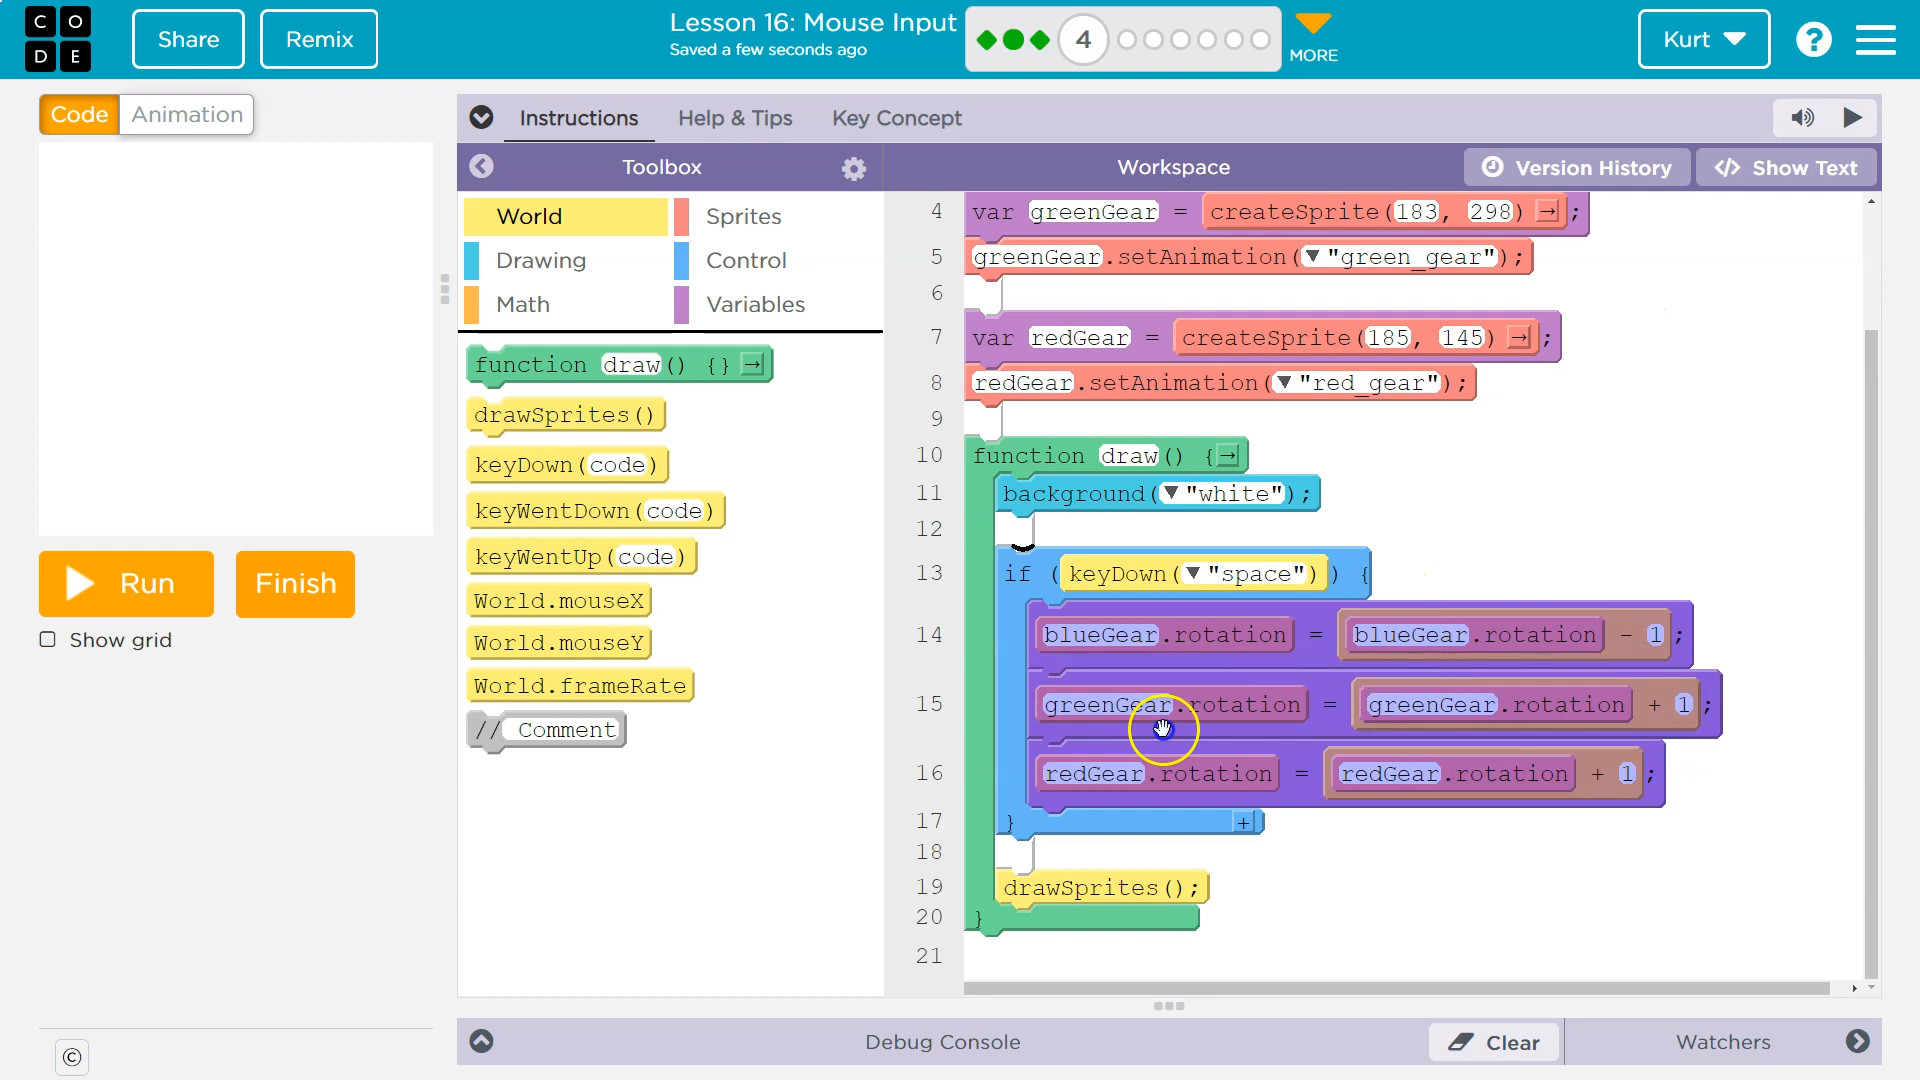 C O
D E
Share
Remix
Lesson 16: Mouse Input
Saved a few seconds ago
4
MORE
Kurt
?
Code
Animation
Instructions
Help & Tips
Key Concept
Toolbox
Workspace
Version History
</> Show Text
World
Sprites
Drawing
Control
Math
Variables
function draw() {}
drawSprites()
keyDown(code)
keyWentDown(code)
keyWentUp(code)
World.mouseX
World.mouseY
World.frameRate
// Comment
4 var greenGear = createSprite(183, 298);
5 greenGear.setAnimation("green_gear");
6
7 var redGear = createSprite(185, 145);
8 redGear.setAnimation("red_gear");
9
10 function draw() {
11 background("white");
12
13 if (keyDown("space")) {
14 blueGear.rotation = blueGear.rotation - 1;
15 greenGear.rotation = greenGear.rotation + 1;
16 redGear.rotation = redGear.rotation + 1;
17 } +
18
19 drawSprites();
20 }
21
Run
Finish
Show grid
©
Debug Console
Clear
Watchers